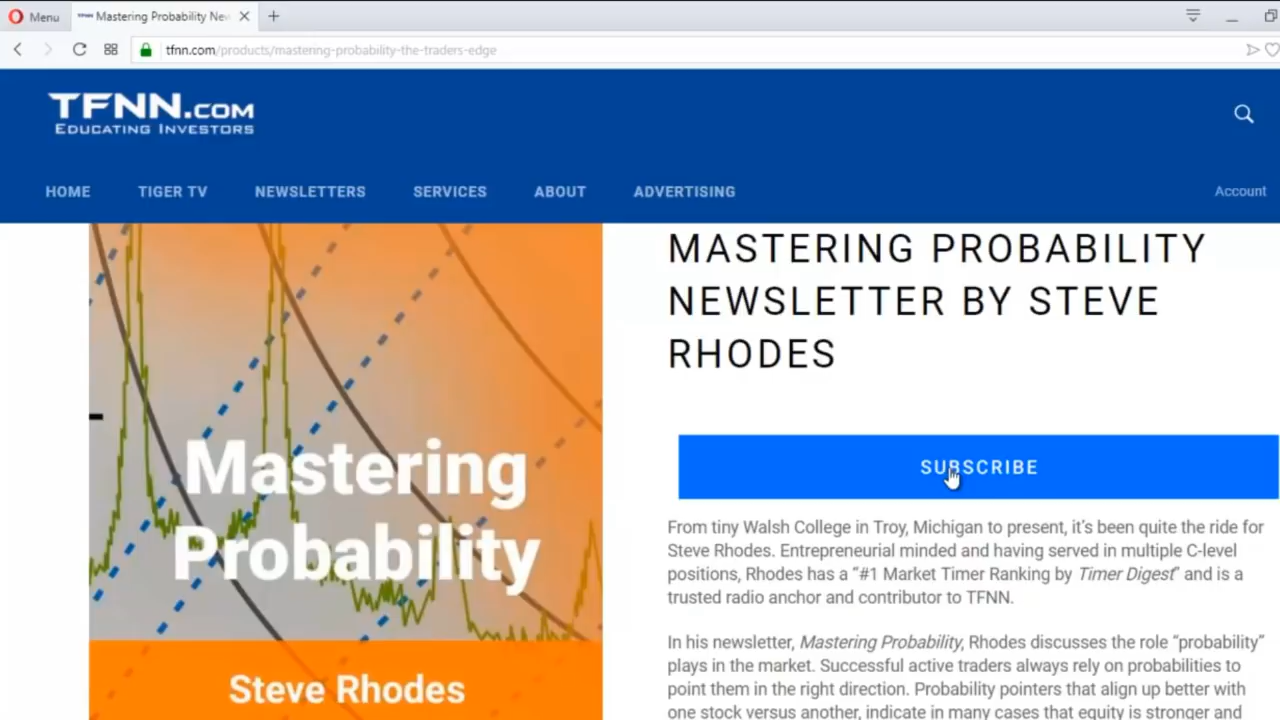 Menu
TFNN Mastering Probability Nev
tfnn.com/products/mastering-probability-the-traders-edge
TFNN.COM
EDUCATING INVESTORS
HOME TIGER TV NEWSLETTERS SERVICES ABOUT ADVERTISING Account
MASTERING PROBABILITY
NEWSLETTER BY STEVE
RHODES
Mastering
Probability
Steve Rhodes
SUBSCRIBE
From tiny Walsh College in Troy, Michigan to present, it's been quite the ride for
Steve Rhodes. Entrepreneurial minded and having served in multiple C-level
positions, Rhodes has a “#1 Market Timer Ranking by Timer Digest” and is a
trusted radio anchor and contributor to TFNN.
In his newsletter, Mastering Probability, Rhodes discusses the role “probability”
plays in the market. Successful active traders always rely on probabilities to
point them in the right direction. Probability pointers that align up better with
one stock versus another, indicate in many cases that equity is stronger and